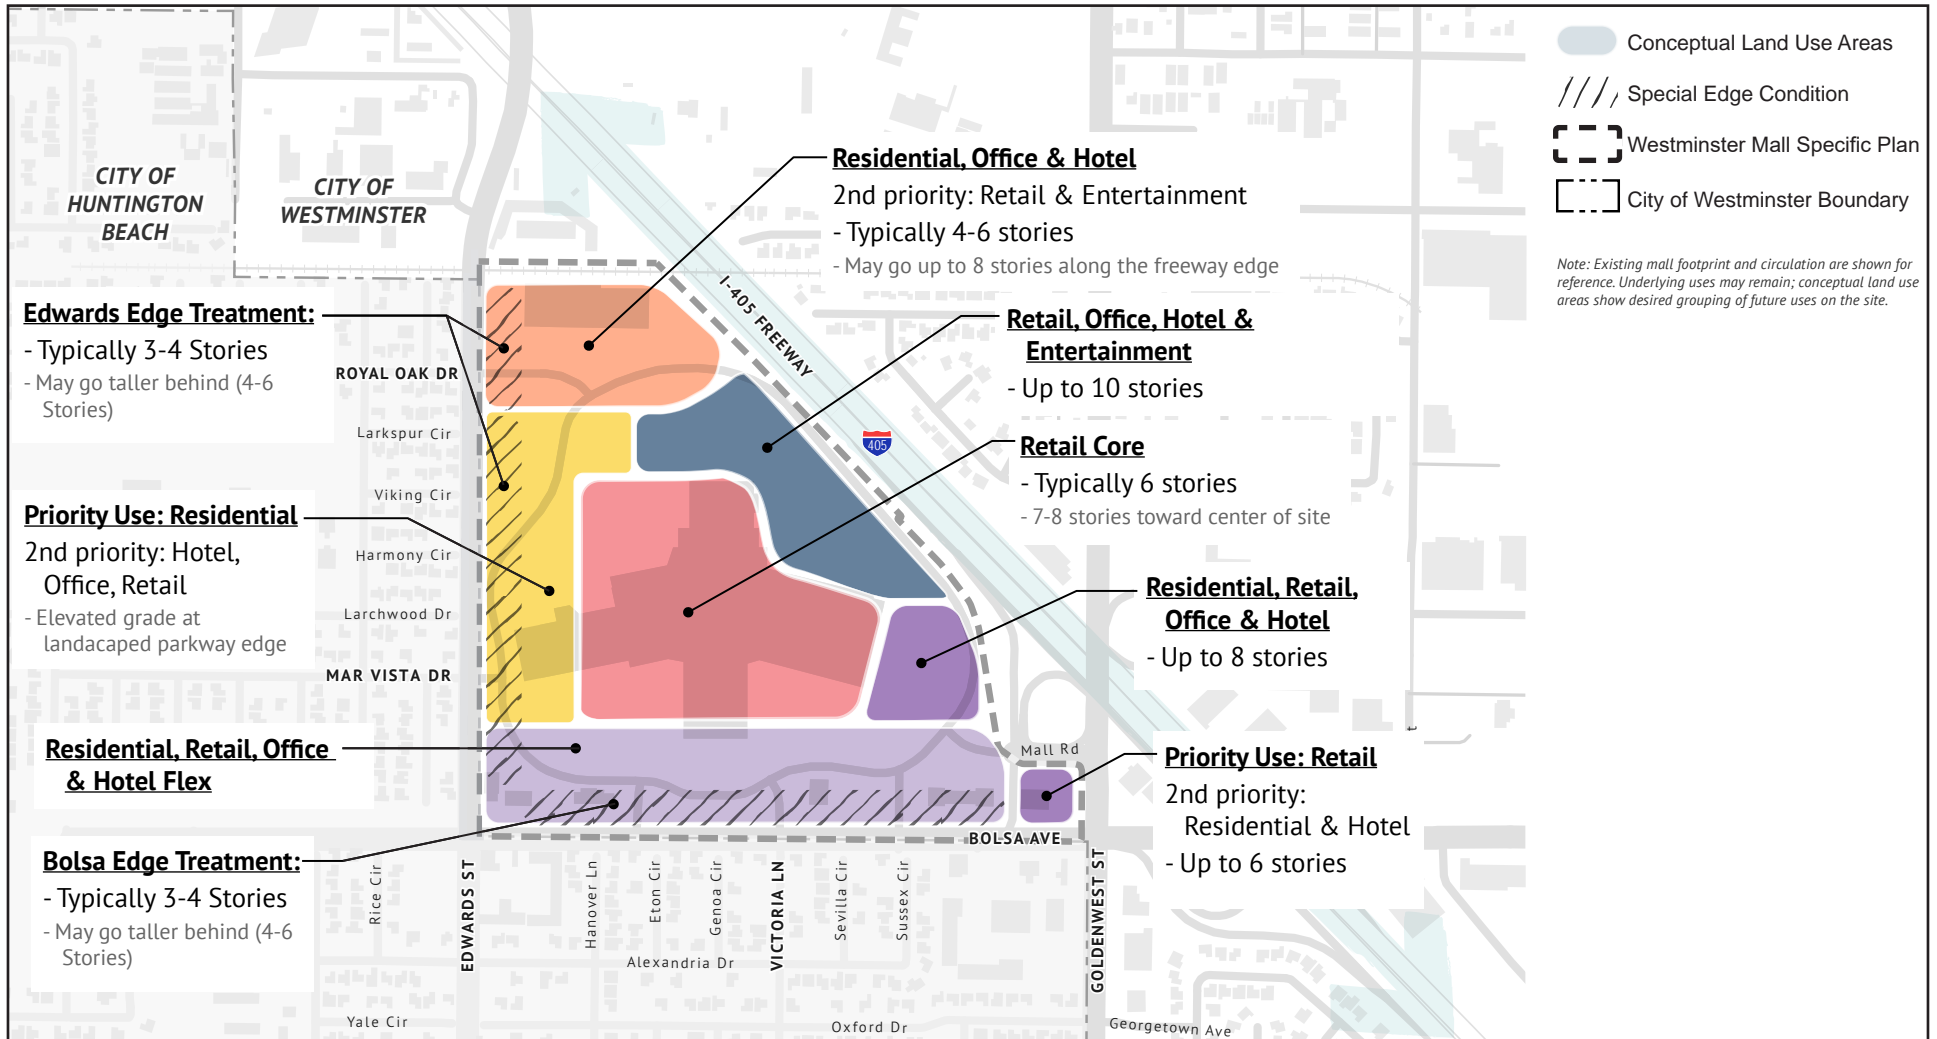 CITY OF
HUNTINGTON
BEACH
CITY OF
WESTMINSTER
Residential, Office & Hotel
2nd priority: Retail & Entertainment
- Typically 4-6 stories
- May go up to 8 stories along the freeway edge
Conceptual Land Use Areas
Special Edge Condition
Westminster Mall Specific Plan
City of Westminster Boundary
Note: Existing mall footprint and circulation are shown for
reference. Underlying uses may remain; conceptual land use
areas show desired grouping of future uses on the site.
I-405 FREEWAY
Edwards Edge Treatment:
- Typically 3-4 Stories
- May go taller behind (4-6
Stories)
ROYAL OAK DR
Larkspur Cir
Viking Cir
Harmony Cir
Larchwood Dr
MAR VISTA DR
Retail, Office, Hotel &
Entertainment
- Up to 10 stories
405
Retail Core
- Typically 6 stories
- 7-8 stories toward center of site
Priority Use: Residential
2nd priority: Hotel,
Office, Retail
- Elevated grade at
landacaped parkway edge
Residential, Retail,
Office & Hotel
- Up to 8 stories
Residential, Retail, Office
& Hotel Flex
Mall Rd
Priority Use: Retail
2nd priority:
Residential & Hotel
- Up to 6 stories
BOLSA AVE
Bolsa Edge Treatment:
- Typically 3-4 Stories
- May go taller behind (4-6
Stories)
Rice Cir
EDWARDS ST
Hanover Ln
Eton Cir
Genoa Cir
VICTORIA LN
Sevilla Cir
Sussex Cir
GOLDENWEST ST
Alexandria Dr
Yale Cir
Oxford Dr
Georgetown Ave